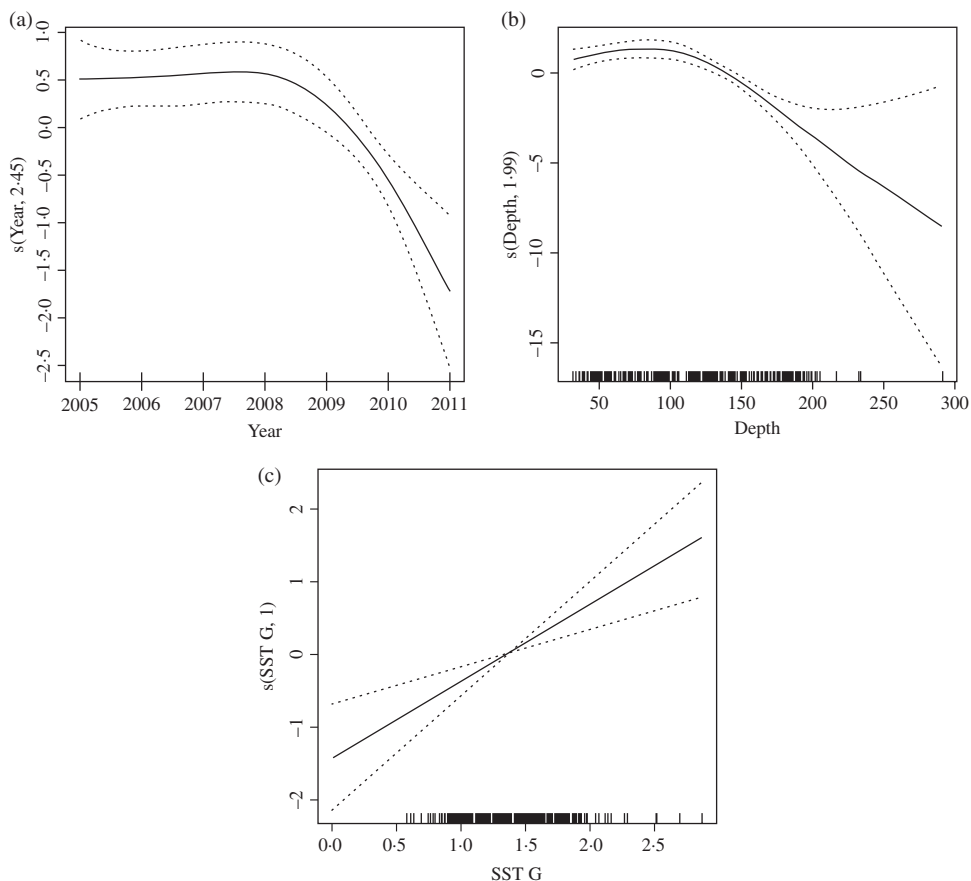 (a)
1·0
0·5
0·0
−0·5
−1·0
−1·5
−2·0
−2·5
s(Year, 2·45)
2005 2006 2007 2008 2009 2010 2011
Year
(b)
0
−5
−10
−15
s(Depth, 1·99)
50 100 150 200 250 300
Depth
(c)
2
1
0
−1
−2
s(SST G, 1)
0·0 0·5 1·0 1·5 2·0 2·5
SST G